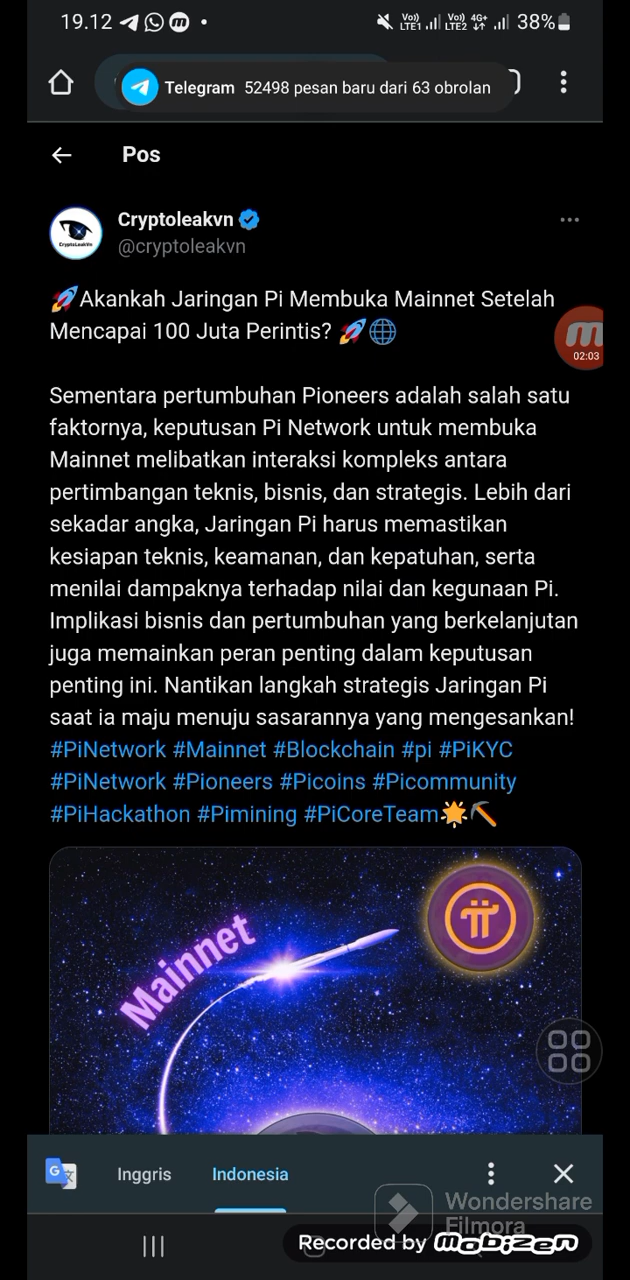 19.12
Vo)) LTE1 Vo)) LTE2 4G+ 38%
Telegram 52498 pesan baru dari 63 obrolan
Pos
Cryptoleakvn
@cryptoleakvn
CryptoLeakVn
🚀Akankah Jaringan Pi Membuka Mainnet Setelah
Mencapai 100 Juta Perintis? 🚀🌐
02:03
Sementara pertumbuhan Pioneers adalah salah satu
faktornya, keputusan Pi Network untuk membuka
Mainnet melibatkan interaksi kompleks antara
pertimbangan teknis, bisnis, dan strategis. Lebih dari
sekadar angka, Jaringan Pi harus memastikan
kesiapan teknis, keamanan, dan kepatuhan, serta
menilai dampaknya terhadap nilai dan kegunaan Pi.
Implikasi bisnis dan pertumbuhan yang berkelanjutan
juga memainkan peran penting dalam keputusan
penting ini. Nantikan langkah strategis Jaringan Pi
saat ia maju menuju sasarannya yang mengesankan!
#PiNetwork #Mainnet #Blockchain #pi #PiKYC
#PiNetwork #Pioneers #Picoins #Picommunity
#PiHackathon #Pimining #PiCoreTeam🌟⛏️
Mainnet
Inggris Indonesia
Wondershare
Filmora
Recorded by mobizen